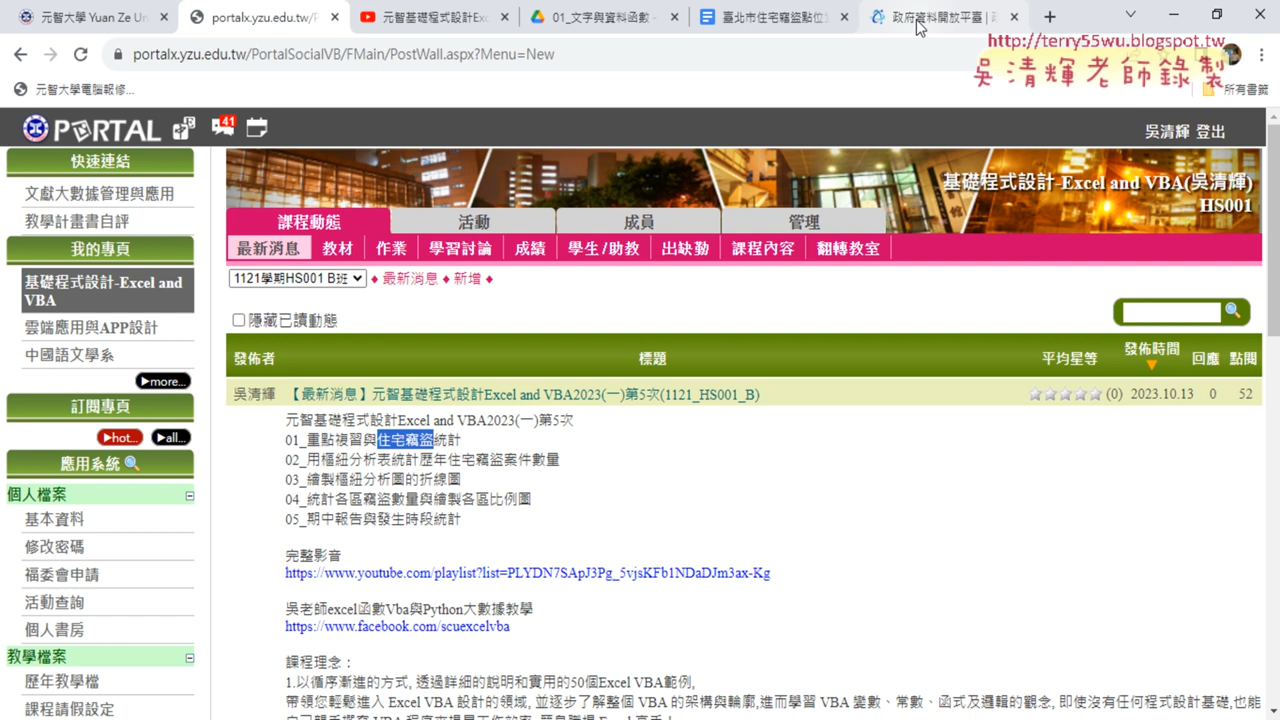 元智大學 Yuan Ze Un
portalx.yzu.edu.tw/P
元智基礎程式設計Exc
01_文字與資料函數 -
臺北市住宅竊盜點位
政府資料開放平臺 | 
portalx.yzu.edu.tw/PortalSocialVB/FMain/PostWall.aspx?Menu=New
http://terry55wu.blogspot.tw
吳清輝老師錄製
元智大學電腦報修...
所有書籤
PORTAL
41
吳清輝 登出
快速連結
文獻大數據管理與應用
教學計畫書自評
我的專頁
基礎程式設計-Excel and
VBA
雲端應用與APP設計
中國語文學系
▶more...
訂閱專頁
▶hot...
▶all...
應用系統
個人檔案
基本資料
修改密碼
福委會申請
活動查詢
個人書房
教學檔案
歷年教學檔
課程請假設定
基礎程式設計-Excel and VBA(吳清輝)
HS001
課程動態 活動 成員 管理
最新消息 教材 作業 學習討論 成績 學生/助教 出缺勤 課程內容 翻轉教室
1121學期HS001 B班 ♦ 最新消息 ♦ 新增 ♦
隱藏已讀動態
發佈者 標題 平均星等 發佈時間 回應 點閱
吳清輝 【最新消息】元智基礎程式設計Excel and VBA2023(一)第5次(1121_HS001_B) (0) 2023.10.13 0 52
元智基礎程式設計Excel and VBA2023(一)第5次
01_重點複習與住宅竊盜統計
02_用樞紐分析表統計歷年住宅竊盜案件數量
03_繪製樞紐分析圖的折線圖
04_統計各區竊盜數量與繪製各區比例圖
05_期中報告與發生時段統計
完整影音
https://www.youtube.com/playlist?list=PLYDN7SApJ3Pg_5vjsKFb1NDaDJm3ax-Kg
吳老師excel函數Vba與Python大數據教學
https://www.facebook.com/scuexcelvba
課程理念：
1.以循序漸進的方式, 透過詳細的說明和實用的50個Excel VBA範例,
帶領您輕鬆進入 Excel VBA 設計的領域, 並逐步了解整個 VBA 的架構與輪廓,進而學習 VBA 變數、常數、函式及邏輯的觀念, 即使沒有任何程式設計基礎,也能